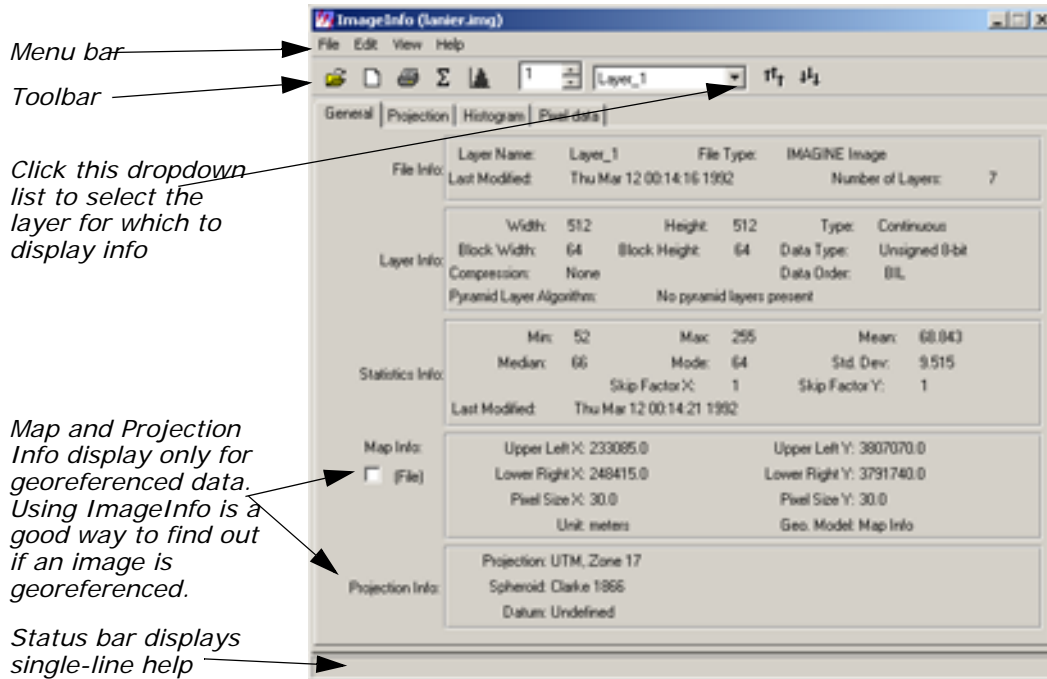 ImageInfo (lanier.img)
Menu bar
File Edit View Help
Toolbar
1 Layer_1
General Projection Histogram Pixel data
Click this dropdown
list to select the
layer for which to
display info
File Info:
Layer Name: Layer_1 File Type: IMAGINE Image
Last Modified: Thu Mar 12 00:14:16 1992 Number of Layers: 7
Layer Info:
Width: 512 Height: 512 Type: Continuous
Block Width: 64 Block Height: 64 Data Type: Unsigned 8-bit
Compression: None Data Order: BIL
Pyramid Layer Algorithm: No pyramid layers present
Statistics Info:
Min: 52 Max: 255 Mean: 68.843
Median: 66 Mode: 64 Std. Dev: 9.515
Skip Factor X: 1 Skip Factor Y: 1
Last Modified: Thu Mar 12 00:14:21 1992
Map and Projection
Info display only for
georeferenced data.
Using ImageInfo is a
good way to find out
if an image is
georeferenced.
Map Info:
(File)
Upper Left X: 233085.0 Upper Left Y: 3807070.0
Lower Right X: 248415.0 Lower Right Y: 3791740.0
Pixel Size X: 30.0 Pixel Size Y: 30.0
Unit: meters Geo. Model: Map Info
Projection Info:
Projection: UTM, Zone 17
Spheroid: Clarke 1866
Datum: Undefined
Status bar displays
single-line help